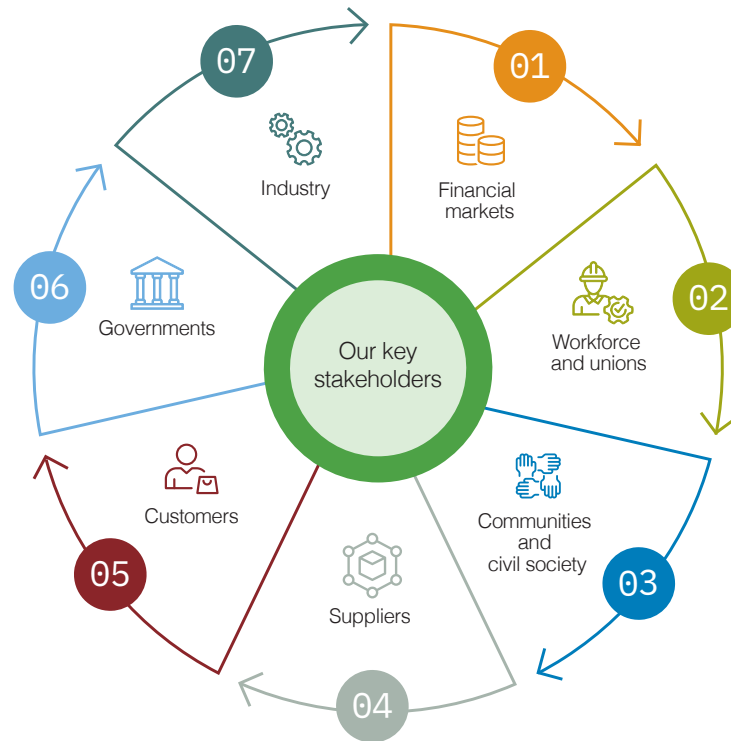 Our key
stakeholders
01
Financial
markets
02
Workforce
and unions
03
Communities
and
civil society
04
Suppliers
05
Customers
06
Governments
07
Industry